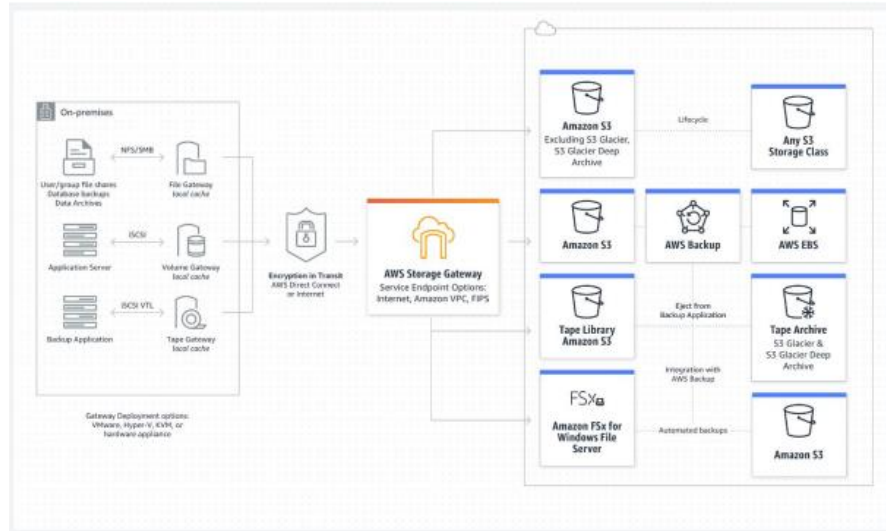 On-premises
NFS/SMB
User/group file shares
Database backups
Data Archives
File Gateway
local cache
iSCSI
Application Server
Volume Gateway
local cache
iSCSI VTL
Backup Application
Tape Gateway
local cache
Gateway Deployment options:
VMware, Hyper-V, KVM, or
hardware appliance
Encryption in Transit
AWS Direct Connect
or Internet
AWS Storage Gateway
Service Endpoint Options:
Internet, Amazon VPC, FIPS
Amazon S3
Excluding S3 Glacier,
S3 Glacier Deep
Archive
Lifecycle
Any S3
Storage Class
Amazon S3
AWS Backup
AWS EBS
Tape Library
Amazon S3
Eject from
Backup Application
Tape Archive
S3 Glacier &
S3 Glacier Deep
Archive
Integration with
AWS Backup
FSx
Amazon FSx for
Windows File
Server
Automated backups
Amazon S3